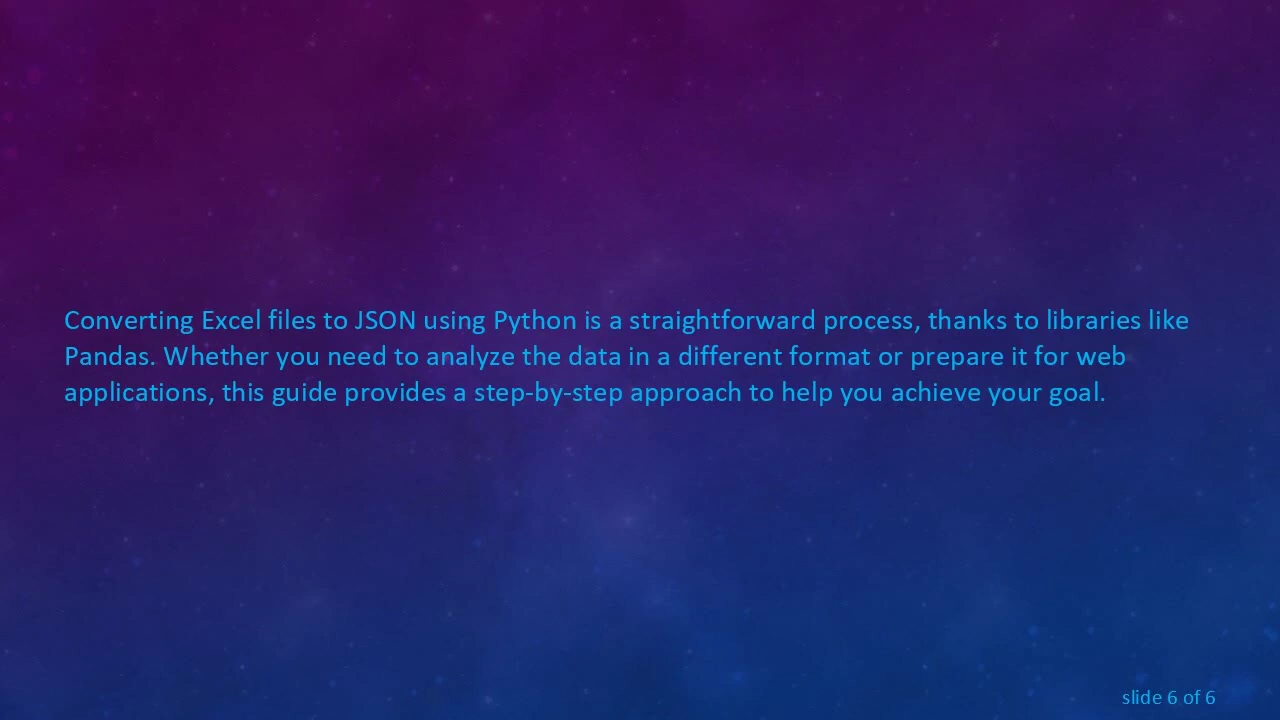 Converting Excel files to JSON using Python is a straightforward process, thanks to libraries like
Pandas. Whether you need to analyze the data in a different format or prepare it for web
applications, this guide provides a step-by-step approach to help you achieve your goal.
slide 6 of 6